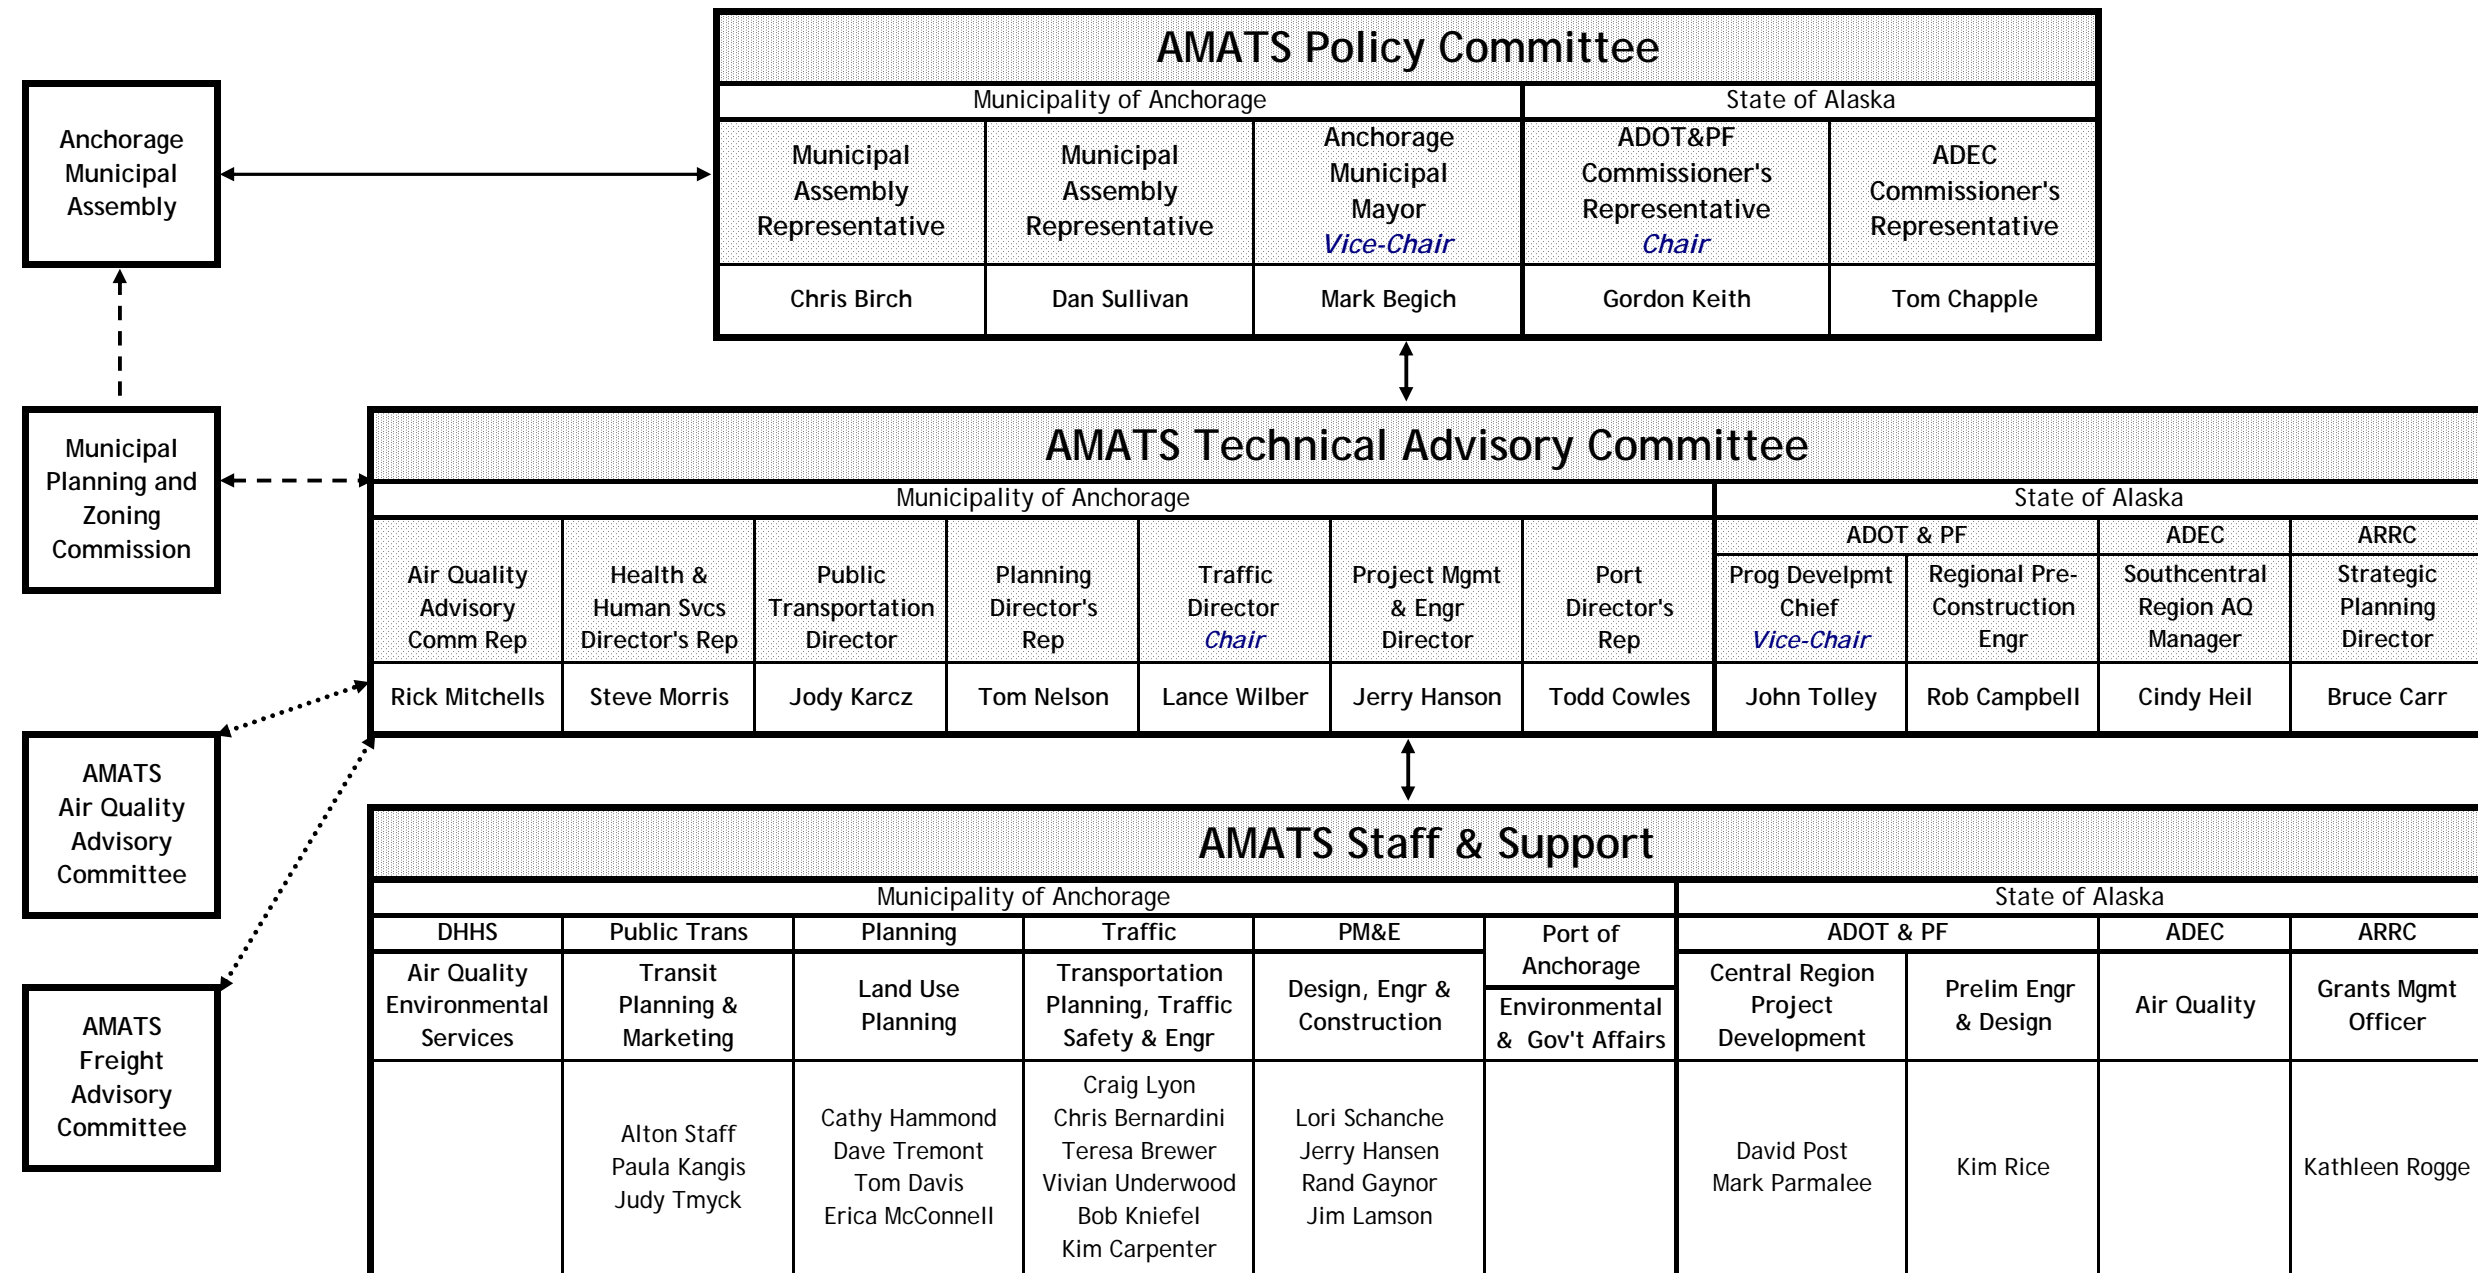 AMATS Policy Committee
Municipality of Anchorage
State of Alaska
Municipal
Assembly
Representative
Municipal
Assembly
Representative
Anchorage
Municipal
Mayor
Vice-Chair
ADOT&PF
Commissioner's
Representative
Chair
ADEC
Commissioner's
Representative
Chris Birch
Dan Sullivan
Mark Begich
Gordon Keith
Tom Chapple
Anchorage
Municipal
Assembly
Municipal
Planning and
Zoning
Commission
AMATS Technical Advisory Committee
Municipality of Anchorage
State of Alaska
ADOT & PF
ADEC
ARRC
Air Quality
Advisory
Comm Rep
Health &
Human Svcs
Director's Rep
Public
Transportation
Director
Planning
Director's
Rep
Traffic
Director
Chair
Project Mgmt
& Engr
Director
Port
Director's
Rep
Prog Develpmt
Chief
Vice-Chair
Regional Pre-
Construction
Engr
Southcentral
Region AQ
Manager
Strategic
Planning
Director
Rick Mitchells
Steve Morris
Jody Karcz
Tom Nelson
Lance Wilber
Jerry Hanson
Todd Cowles
John Tolley
Rob Campbell
Cindy Heil
Bruce Carr
AMATS
Air Quality
Advisory
Committee
AMATS
Freight
Advisory
Committee
AMATS Staff & Support
Municipality of Anchorage
State of Alaska
DHHS
Public Trans
Planning
Traffic
PM&E
Port of
Anchorage
ADOT & PF
ADEC
ARRC
Air Quality
Environmental
Services
Transit
Planning &
Marketing
Land Use
Planning
Transportation
Planning, Traffic
Safety & Engr
Design, Engr &
Construction
Environmental
& Gov't Affairs
Central Region
Project
Development
Prelim Engr
& Design
Air Quality
Grants Mgmt
Officer
Alton Staff
Paula Kangis
Judy Tmyck
Cathy Hammond
Dave Tremont
Tom Davis
Erica McConnell
Craig Lyon
Chris Bernardini
Teresa Brewer
Vivian Underwood
Bob Kniefel
Kim Carpenter
Lori Schanche
Jerry Hansen
Rand Gaynor
Jim Lamson
David Post
Mark Parmalee
Kim Rice
Kathleen Rogge